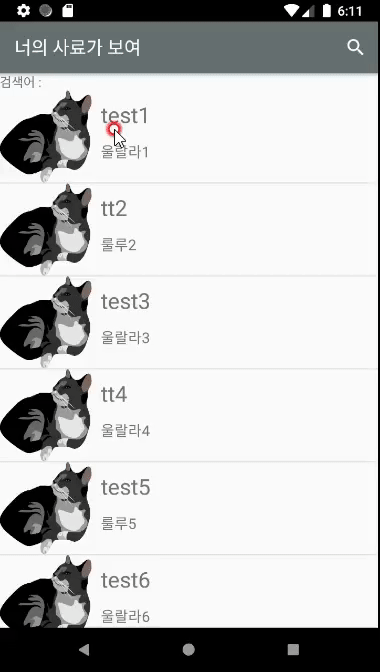 6:11
너의 사료가 보여
검색어 :
test1
울랄라1
tt2
룰루2
test3
울랄라3
tt4
울랄라4
test5
룰루5
test6
울랄라6